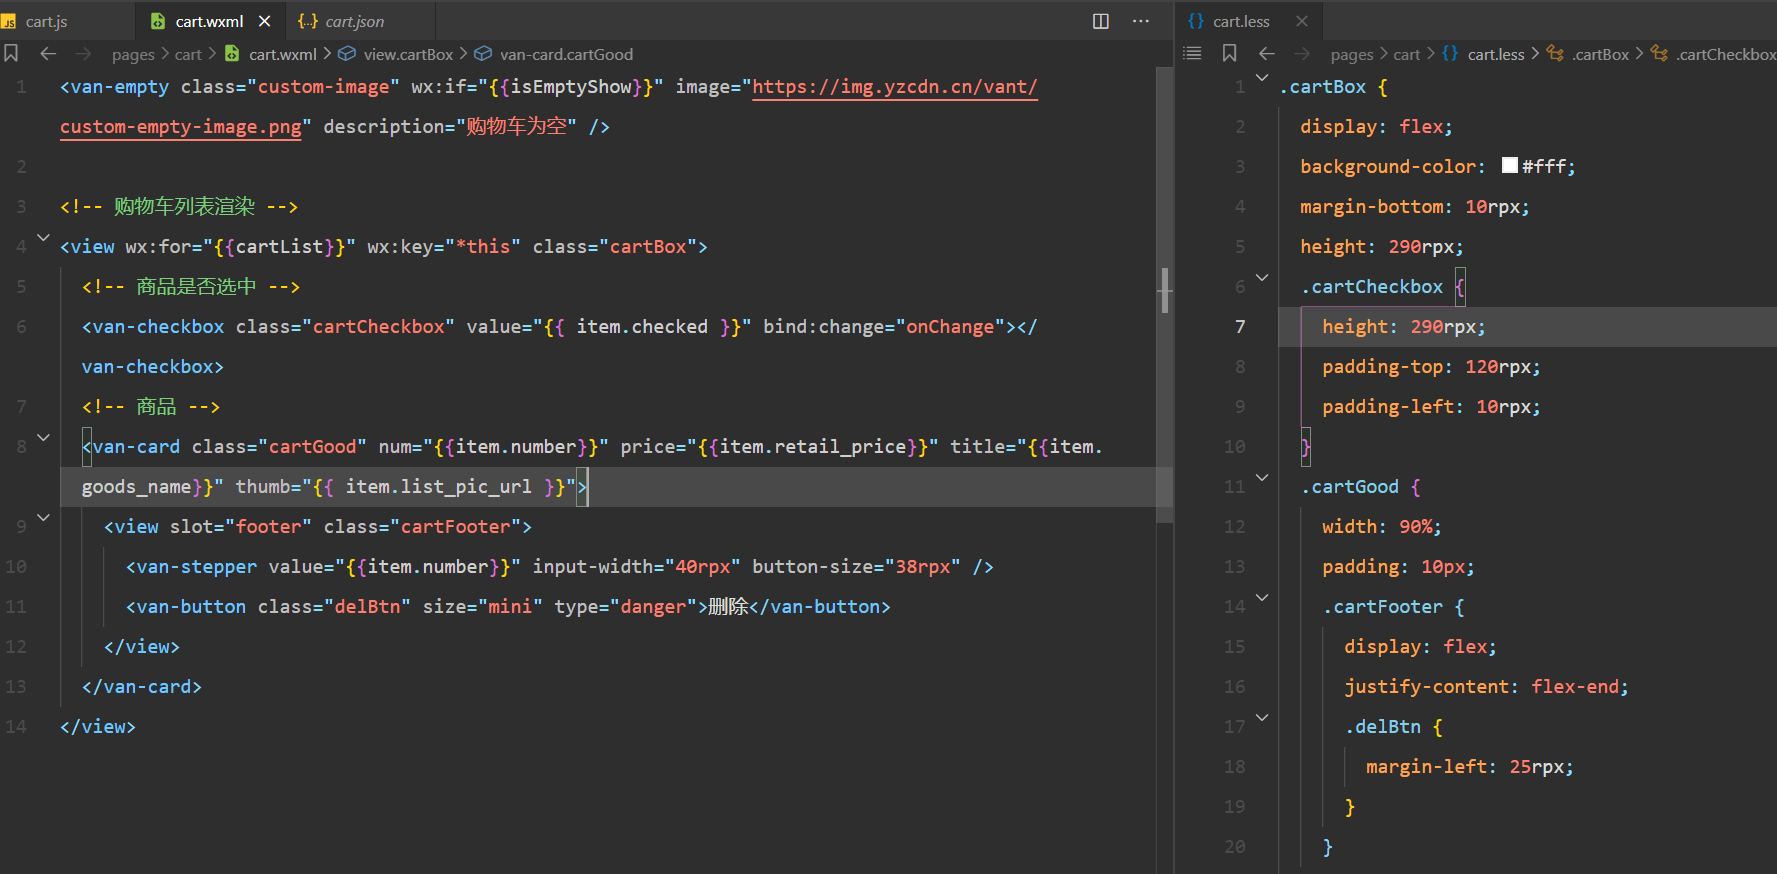 JS cart.js
cart.wxml
{..} cart.json
pages > cart > cart.wxml > view.cartBox > van-card.cartGood
1 <van-empty class="custom-image" wx:if="{{isEmptyShow}}" image="https://img.yzcdn.cn/vant/
custom-empty-image.png" description="购物车为空" />
2
3 <!-- 购物车列表渲染 -->
4 <view wx:for="{{cartList}}" wx:key="*this" class="cartBox">
5 <!-- 商品是否选中 -->
6 <van-checkbox class="cartCheckbox" value="{{ item.checked }}" bind:change="onChange"></
van-checkbox>
7 <!-- 商品 -->
8 <van-card class="cartGood" num="{{item.number}}" price="{{item.retail_price}}" title="{{item.
goods_name}}" thumb="{{ item.list_pic_url }}">
9 <view slot="footer" class="cartFooter">
10 <van-stepper value="{{item.number}}" input-width="40rpx" button-size="38rpx" />
11 <van-button class="delBtn" size="mini" type="danger">删除</van-button>
12 </view>
13 </van-card>
14 </view>
{} cart.less
pages > cart > {} cart.less > .cartBox > .cartCheckbox
1 .cartBox {
2 display: flex;
3 background-color: #fff;
4 margin-bottom: 10rpx;
5 height: 290rpx;
6 .cartCheckbox {
7 height: 290rpx;
8 padding-top: 120rpx;
9 padding-left: 10rpx;
10 }
11 .cartGood {
12 width: 90%;
13 padding: 10px;
14 .cartFooter {
15 display: flex;
16 justify-content: flex-end;
17 .delBtn {
18 margin-left: 25rpx;
19 }
20 }